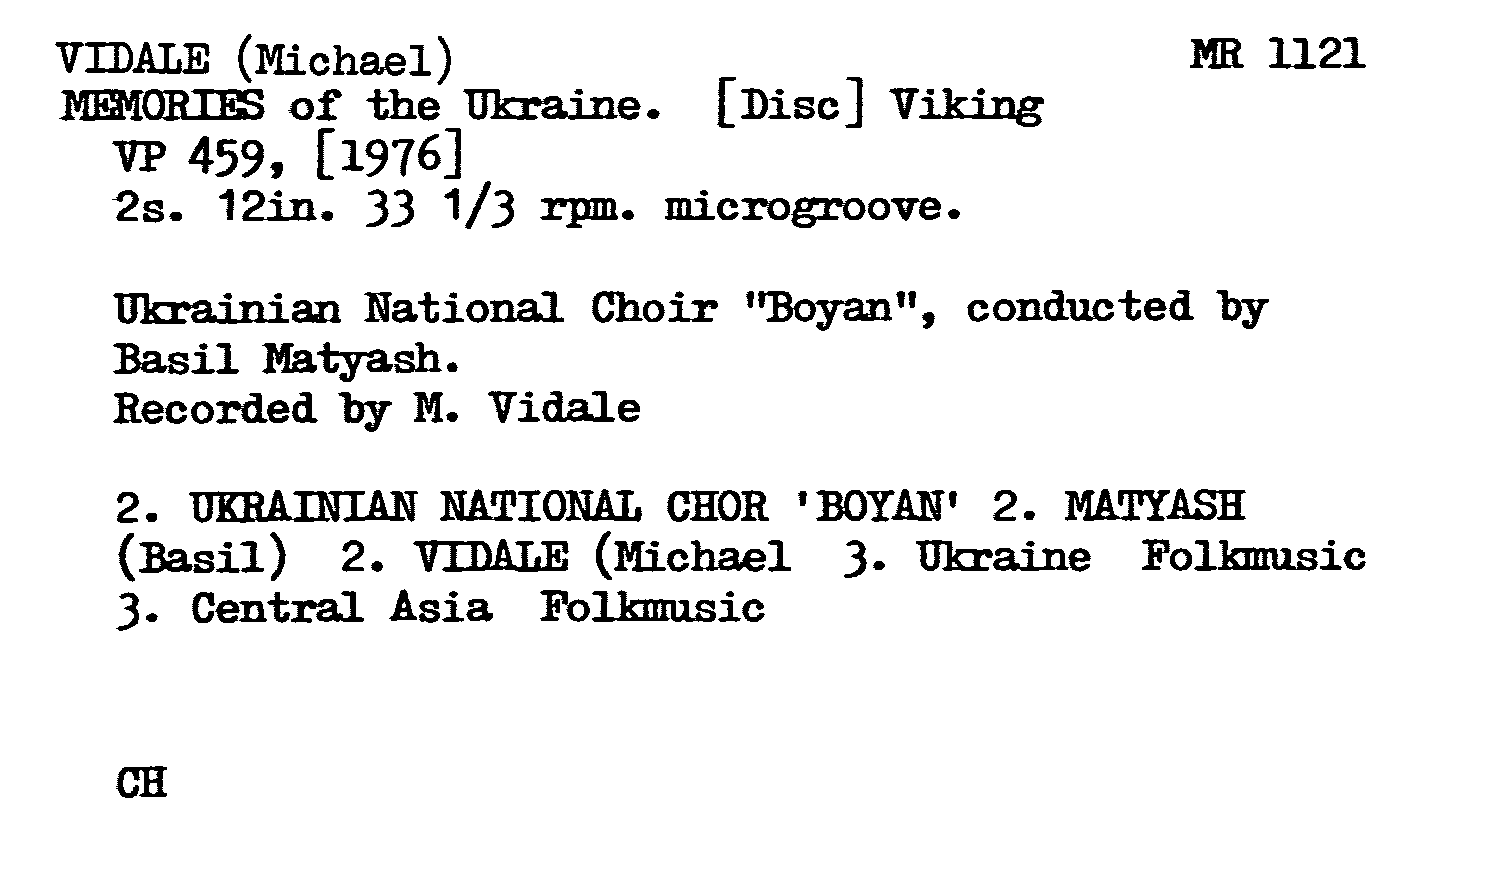 VIDALE (Michael) MR 1121
MEMORIES of the Ukraine. [Disc] Viking
VP 459, [1976]
2s. 12in. 33 1/3 rpm. microgroove.
Ukrainian National Choir "Boyan", conducted by
Basil Matyash.
Recorded by M. Vidale
2. UKRAINIAN NATIONAL CHOR 'BOYAN' 2. MATYASH
(Basil) 2. VIDALE (Michael 3. Ukraine Folkmusic
3. Central Asia Folkmusic
CH